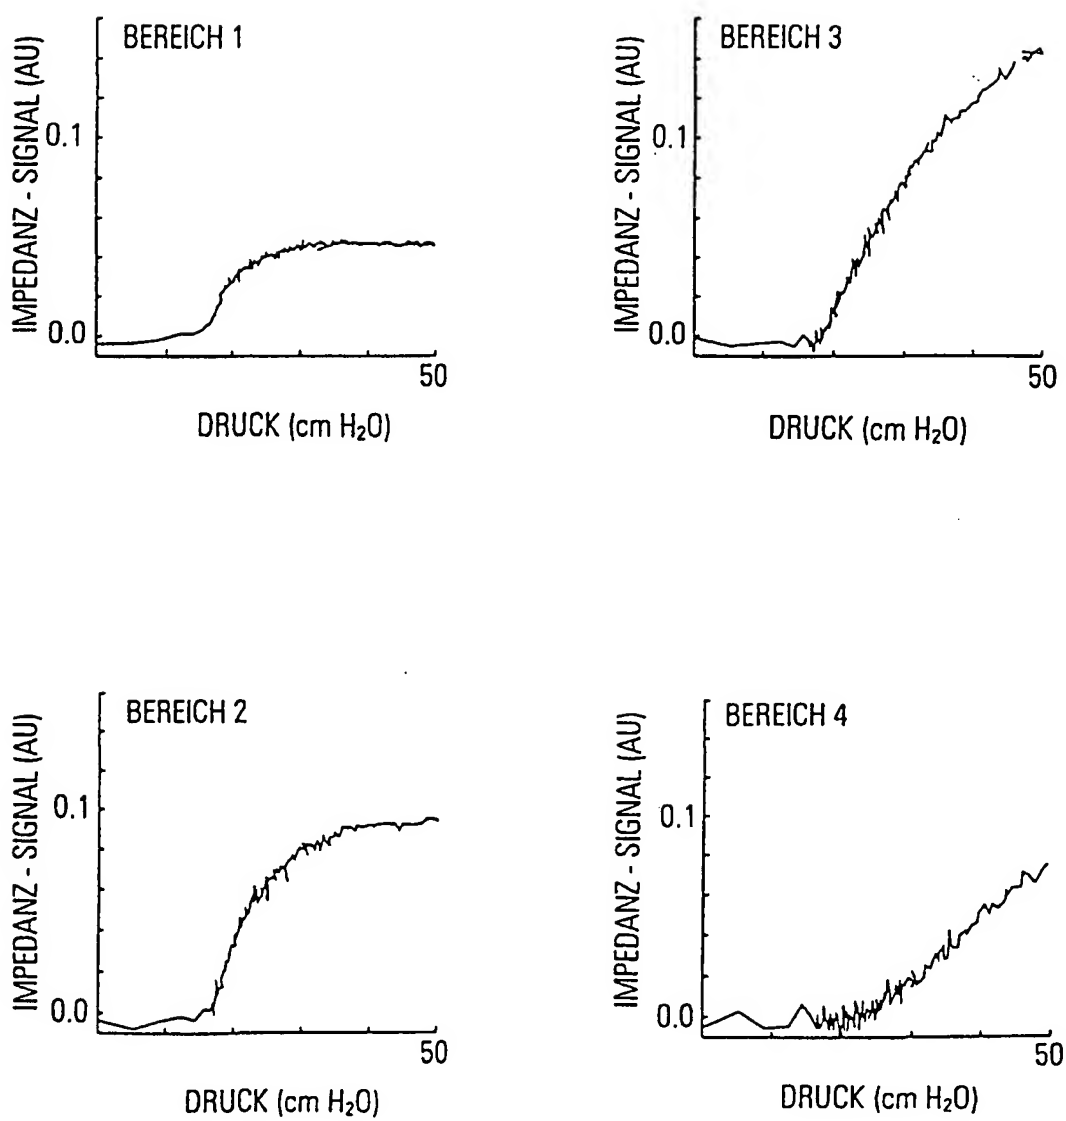 BEREICH 1
IMPEDANZ - SIGNAL (AU)
0.1
0.0
50
DRUCK (cm H₂O)
BEREICH 3
IMPEDANZ - SIGNAL (AU)
0.1
0.0
50
DRUCK (cm H₂O)
BEREICH 2
IMPEDANZ - SIGNAL (AU)
0.1
0.0
50
DRUCK (cm H₂O)
BEREICH 4
IMPEDANZ - SIGNAL (AU)
0.1
0.0
50
DRUCK (cm H₂O)